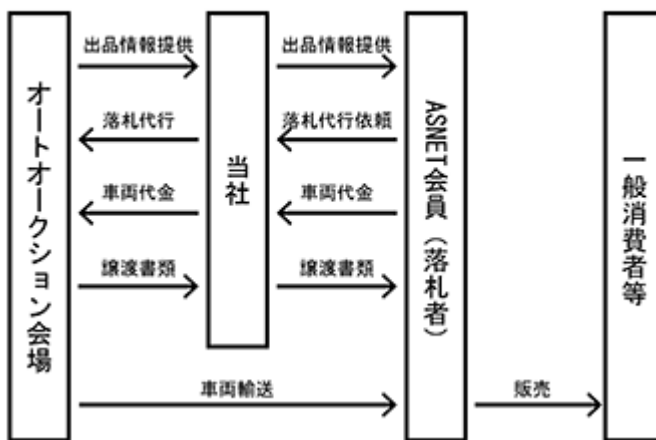 オートオークション会場
出品情報提供
落札代行
車両代金
譲渡書類
当社
出品情報提供
落札代行依頼
車両代金
譲渡書類
車両輸送
ASNET会員(落札者)
販売
一般消費者等